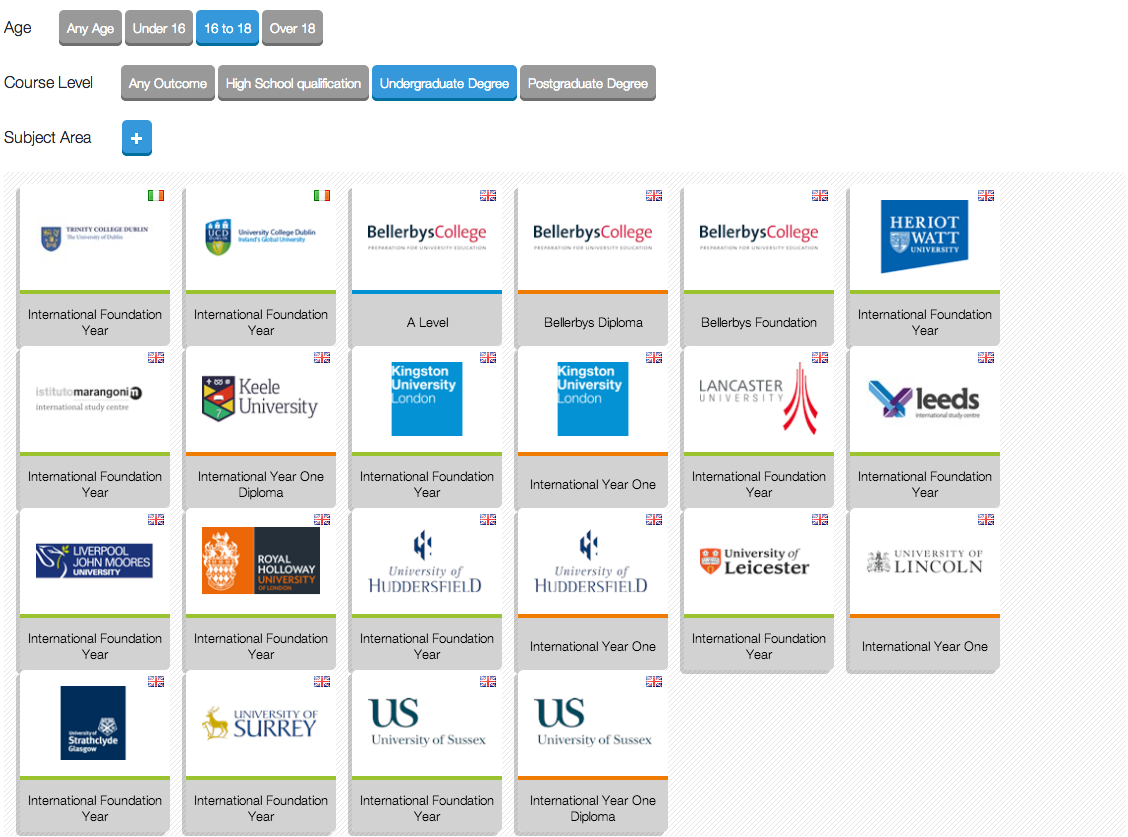 Age
Any Age Under 16 16 to 18 Over 18
Course Level
Any Outcome High School qualification Undergraduate Degree Postgraduate Degree
Subject Area
+
TRINITY COLLEGE DUBLIN
The University of Dublin
International Foundation
Year
UCD
DUBLIN
University College Dublin
Ireland's Global University
International Foundation
Year
BellerbysCollege
PREPARATION FOR UNIVERSITY EDUCATION
A Level
BellerbysCollege
PREPARATION FOR UNIVERSITY EDUCATION
Bellerbys Diploma
BellerbysCollege
PREPARATION FOR UNIVERSITY EDUCATION
Bellerbys Foundation
HERIOT
WATT
UNIVERSITY
International Foundation
Year
istitutomarangoni
international study centre
International Foundation
Year
Keele
University
International Year One
Diploma
Kingston
University
London
International Foundation
Year
Kingston
University
London
International Year One
LANCASTER
UNIVERSITY
International Foundation
Year
leeds
international study centre
International Foundation
Year
LIVERPOOL
JOHN MOORES
UNIVERSITY
International Foundation
Year
ROYAL
HOLLOWAY
UNIVERSITY
OF LONDON
International Foundation
Year
University of
HUDDERSFIELD
International Foundation
Year
University of
HUDDERSFIELD
International Year One
University of
Leicester
International Foundation
Year
UNIVERSITY OF
LINCOLN
International Year One
University of
Strathclyde
Glasgow
International Foundation
Year
UNIVERSITY OF
SURREY
International Foundation
Year
US
University of Sussex
International Foundation
Year
US
University of Sussex
International Year One
Diploma